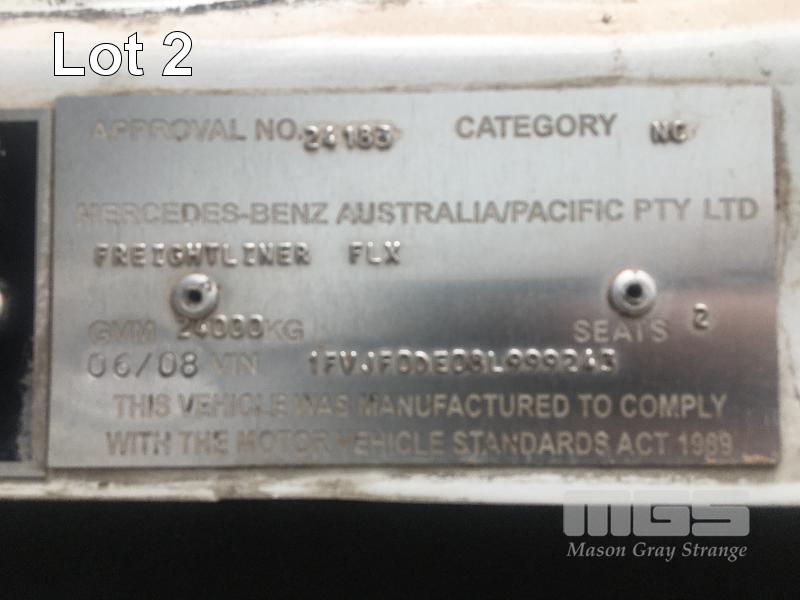 Lot 2
APPROVAL NO. 24183 CATEGORY NC
MERCEDES-BENZ AUSTRALIA/PACIFIC PTY LTD
FREIGHTLINER FLX
GVM 24000KG SEATS 2
06/08 VIN 1FVJF0DE08L999243
THIS VEHICLE WAS MANUFACTURED TO COMPLY
WITH THE MOTOR VEHICLE STANDARDS ACT 1989
MGS
Mason Gray Strange